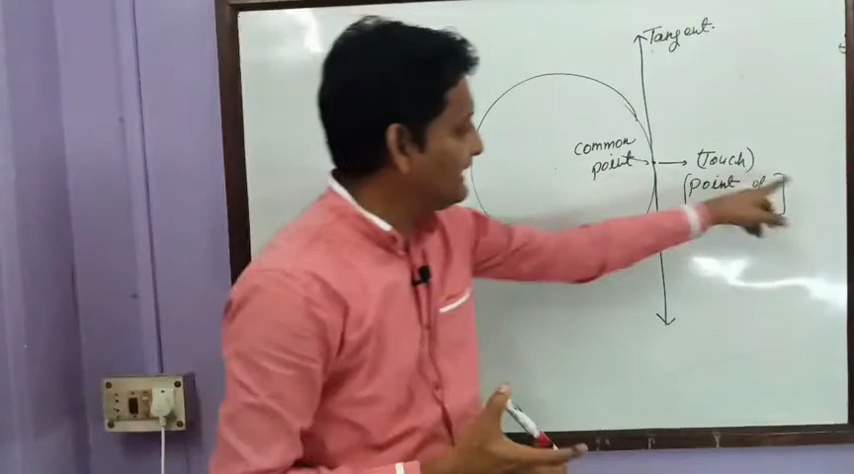 Tangent.
common
point
(Touch)
[point of ]